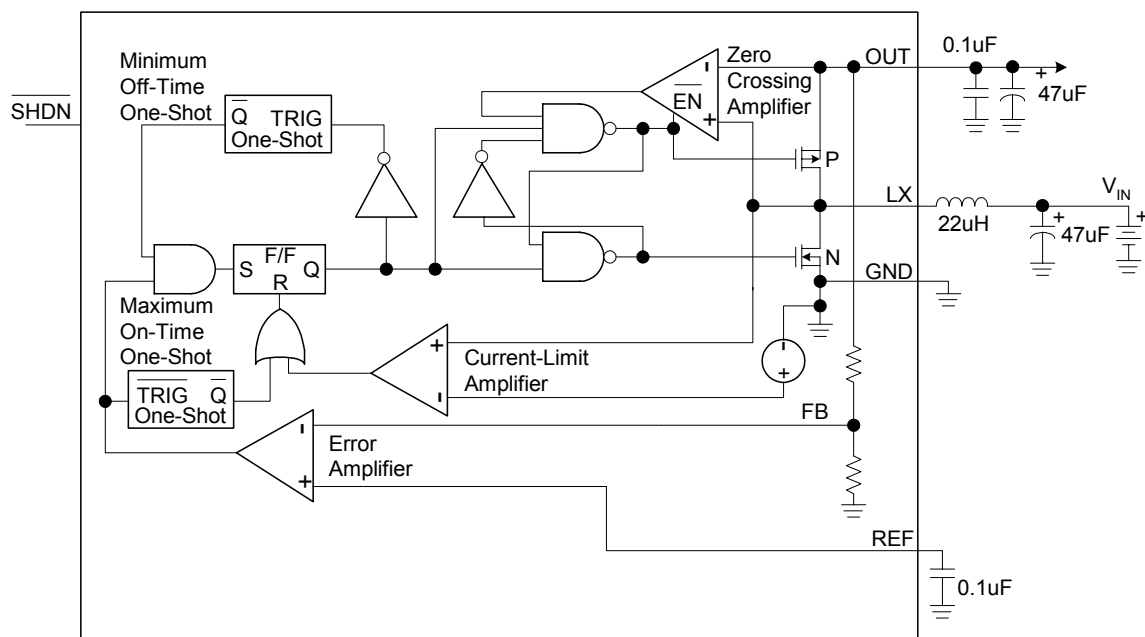 Minimum
Off-Time
One-Shot
SHDN
Q TRIG
One-Shot
Zero
Crossing
Amplifier
-
EN
+
OUT
0.1uF
+
47uF
P
LX
22uH
+
47uF
VIN
+
F/F
S Q
R
N
GND
Maximum
On-Time
One-Shot
TRIG Q
One-Shot
+
-
Current-Limit
Amplifier
-
+
FB
-
+
Error
Amplifier
REF
0.1uF